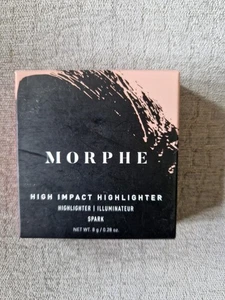 MORPHE
HIGH IMPACT HIGHLIGHTER
HIGHLIGHTER | ILLUMINATEUR
SPARK
NET WT. 8 g / 0.28 oz.